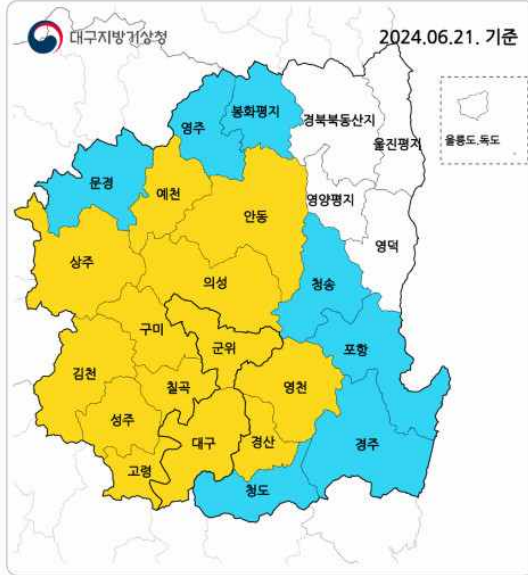 대구지방기상청
2024.06.21. 기준
봉화평지
영주
경북북동산지
울진평지
울릉도.독도
문경
예천
안동
영양평지
영덕
상주
의성
청송
구미
군위
포항
김천
칠곡
영천
성주
대구
경산
경주
고령
청도